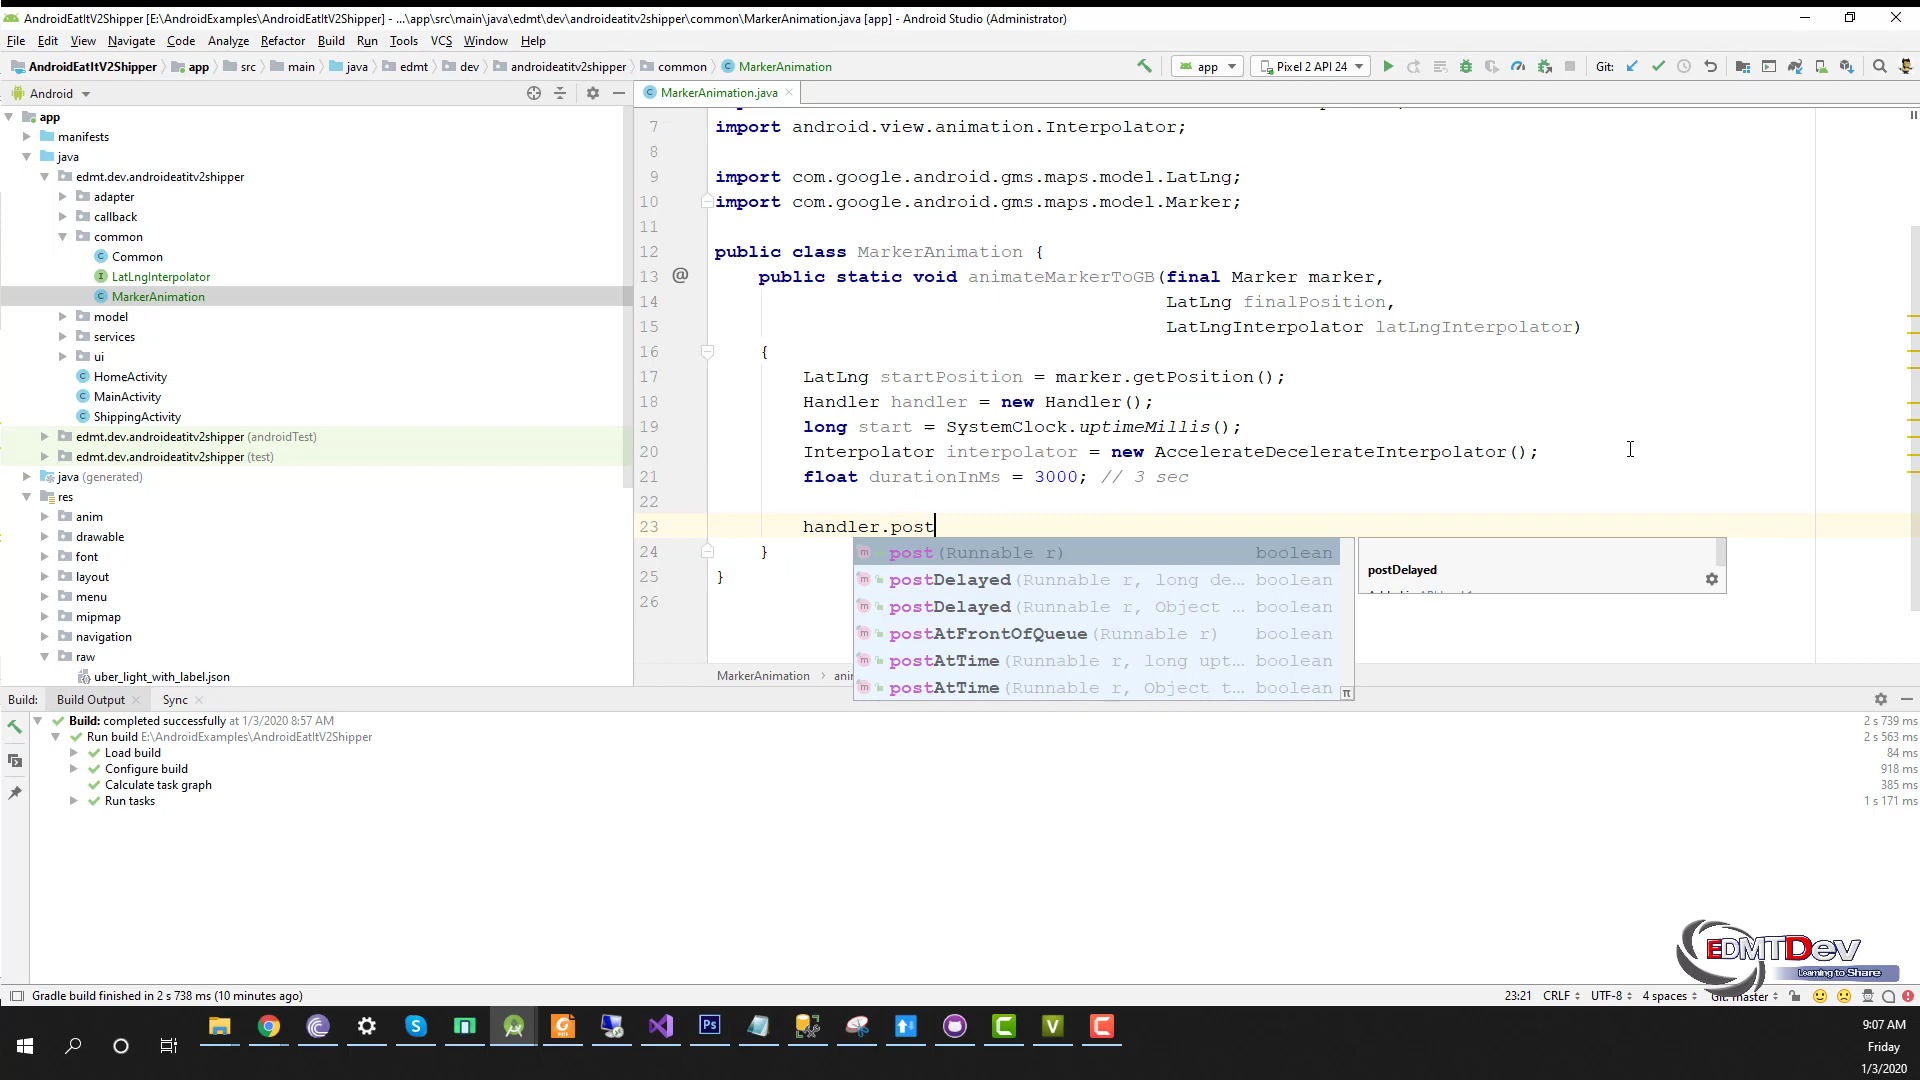 AndroidEatItV2Shipper [E:\AndroidExamples\AndroidEatItV2Shipper] - ...\app\src\main\java\edmt\dev\androideatitv2shipper\common\MarkerAnimation.java [app] - Android Studio (Administrator)
File Edit View Navigate Code Analyze Refactor Build Run Tools VCS Window Help
AndroidEatItV2Shipper app src main java edmt dev androideatitv2shipper common MarkerAnimation app Pixel 2 API 24 Git:
Android MarkerAnimation.java
app
manifests
java
edmt.dev.androideatitv2shipper
adapter
callback
common
Common
LatLngInterpolator
MarkerAnimation
model
services
ui
HomeActivity
MainActivity
ShippingActivity
edmt.dev.androideatitv2shipper (androidTest)
edmt.dev.androideatitv2shipper (test)
java (generated)
res
anim
drawable
font
layout
menu
mipmap
navigation
raw
uber_light_with_label.json
7 import android.view.animation.Interpolator;
8
9 import com.google.android.gms.maps.model.LatLng;
10 import com.google.android.gms.maps.model.Marker;
11
12 public class MarkerAnimation {
13 @ public static void animateMarkerToGB(final Marker marker,
14 LatLng finalPosition,
15 LatLngInterpolator latLngInterpolator)
16 {
17 LatLng startPosition = marker.getPosition();
18 Handler handler = new Handler();
19 long start = SystemClock.uptimeMillis();
20 Interpolator interpolator = new AccelerateDecelerateInterpolator();
21 float durationInMs = 3000; // 3 sec
22
23 handler.post
24 }
25 }
26
post(Runnable r) boolean
postDelayed(Runnable r, long de... boolean
postDelayed(Runnable r, Object ... boolean
postAtFrontOfQueue(Runnable r) boolean
postAtTime(Runnable r, long upt... boolean
postAtTime(Runnable r, Object t... boolean
π
postDelayed
MarkerAnimation
Build: Build Output Sync
Build: completed successfully at 1/3/2020 8:57 AM 2 s 739 ms
Run build E:\AndroidExamples\AndroidEatItV2Shipper 2 s 563 ms
Load build 84 ms
Configure build 918 ms
Calculate task graph 385 ms
Run tasks 1 s 171 ms
EDMTDev
Learning to Share
Gradle build finished in 2 s 738 ms (10 minutes ago) 23:21 CRLF UTF-8 4 spaces Git: master
9:07 AM
Friday
1/3/2020